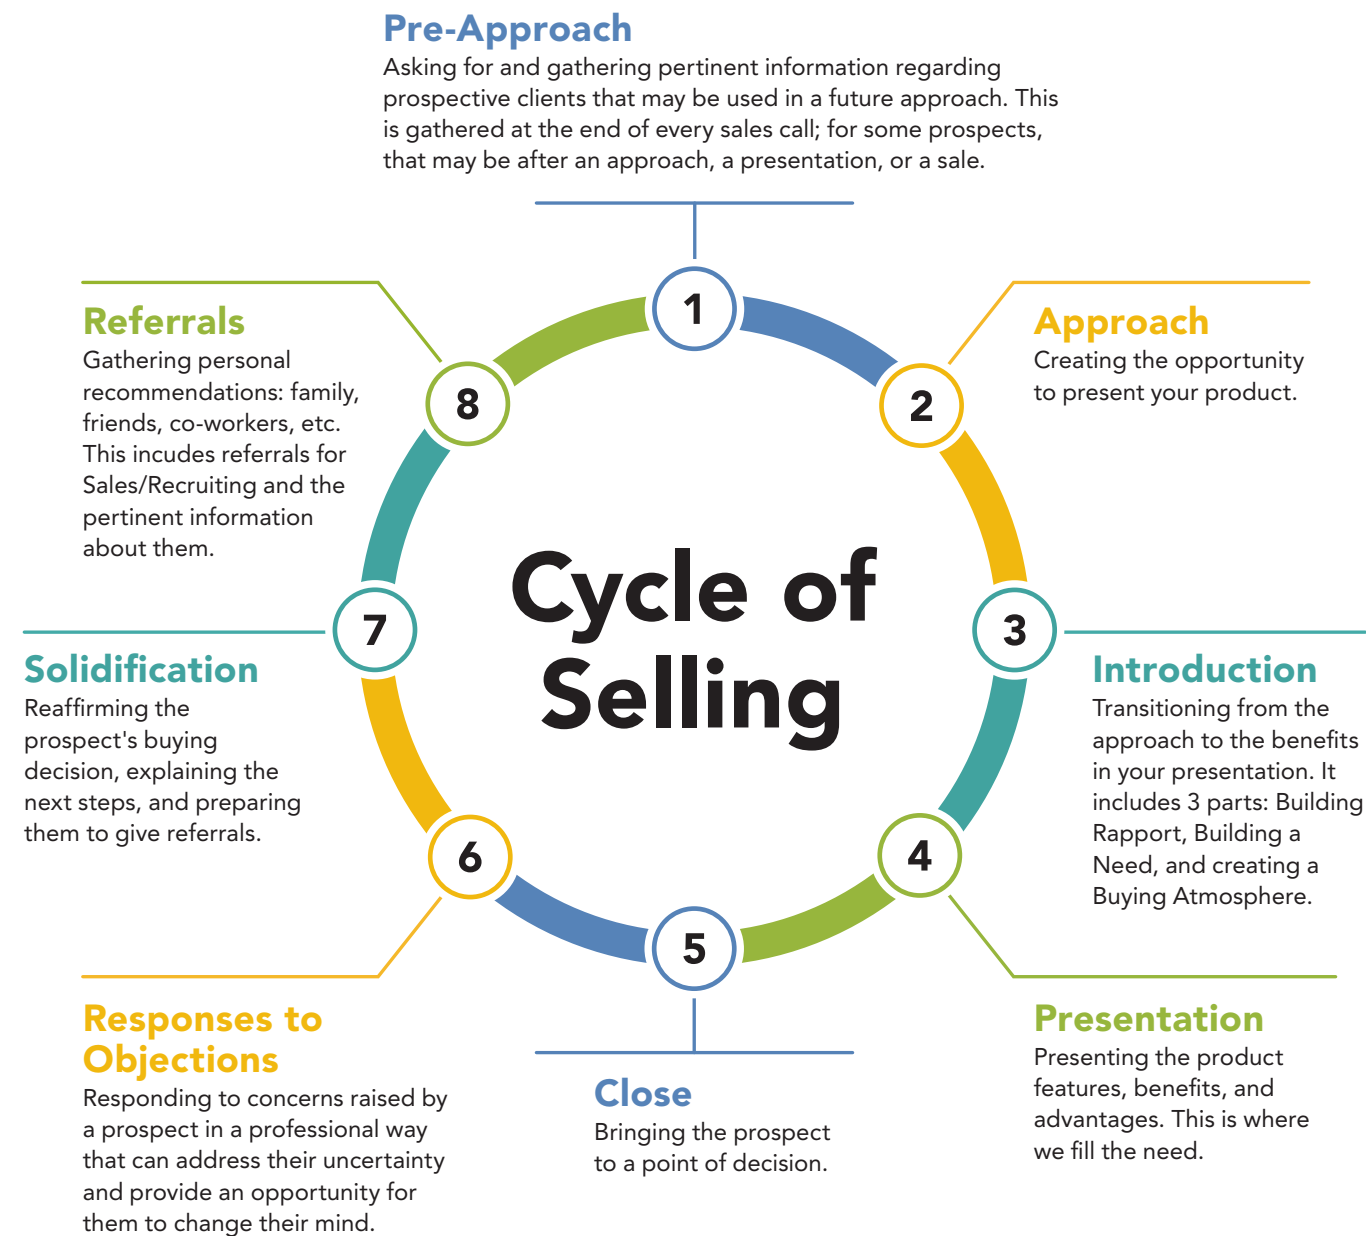 Pre-Approach
Asking for and gathering pertinent information regarding
prospective clients that may be used in a future approach. This
is gathered at the end of every sales call; for some prospects,
that may be after an approach, a presentation, or a sale.
1
2
Approach
Creating the opportunity
to present your product.
3
Introduction
Transitioning from the
approach to the benefits
in your presentation. It
includes 3 parts: Building
Rapport, Building a
Need, and creating a
Buying Atmosphere.
4
Presentation
Presenting the product
features, benefits, and
advantages. This is where
we fill the need.
5
Close
Bringing the prospect
to a point of decision.
6
Responses to
Objections
Responding to concerns raised by
a prospect in a professional way
that can address their uncertainty
and provide an opportunity for
them to change their mind.
7
Solidification
Reaffirming the
prospect's buying
decision, explaining the
next steps, and preparing
them to give referrals.
8
Referrals
Gathering personal
recommendations: family,
friends, co-workers, etc.
This incudes referrals for
Sales/Recruiting and the
pertinent information
about them.
Cycle of
Selling